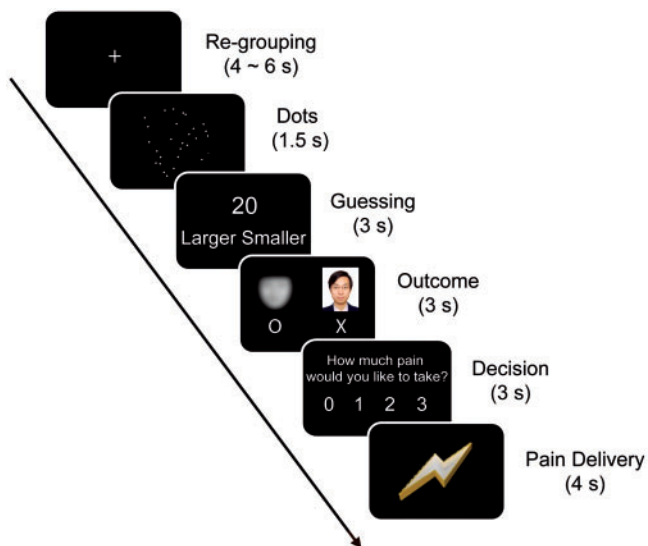 Re-grouping
(4 ~ 6 s)
Dots
(1.5 s)
20
Larger Smaller
Guessing
(3 s)
O X
Outcome
(3 s)
How much pain
would you like to take?
0 1 2 3
Decision
(3 s)
Pain Delivery
(4 s)